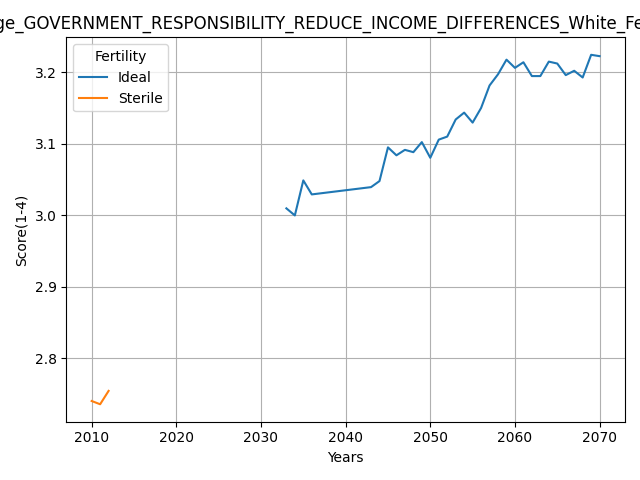 ge_GOVERNMENT_RESPONSIBILITY_REDUCE_INCOME_DIFFERENCES_White_Fe
Fertility
Ideal
Sterile
3.2
3.1
3.0
2.9
2.8
Score(1-4)
2010 2020 2030 2040 2050 2060 2070
Years